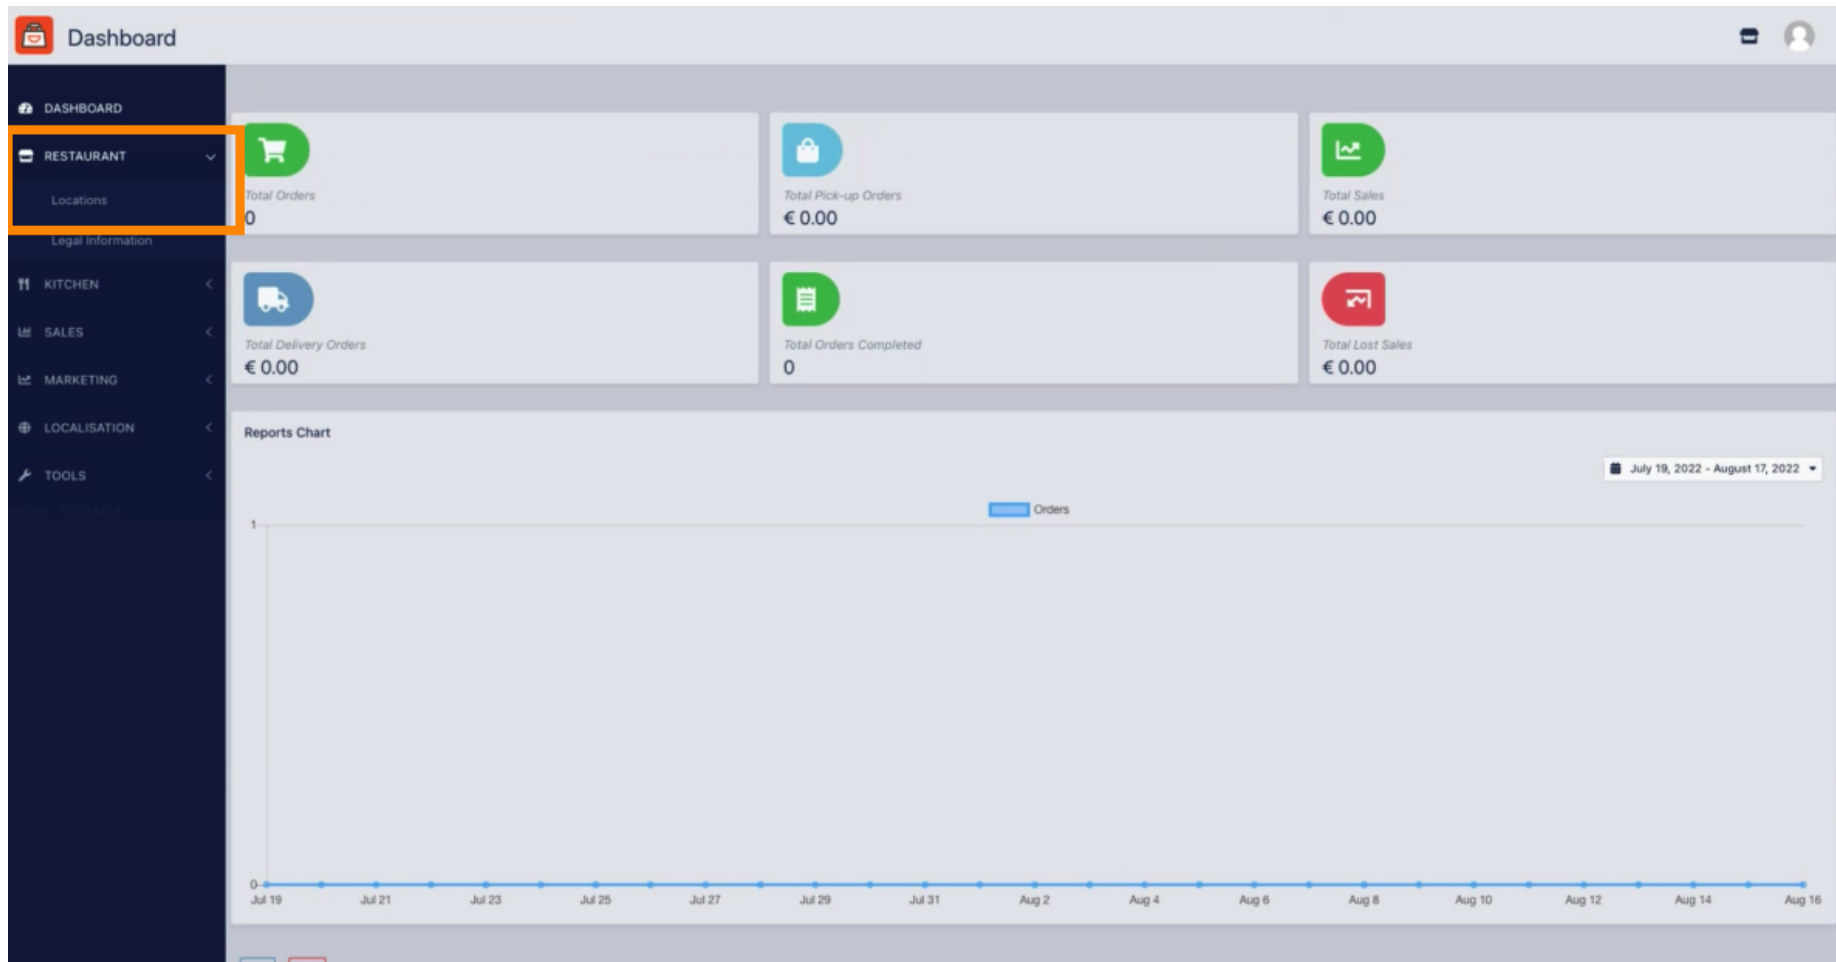 Dashboard
DASHBOARD
RESTAURANT
Locations
Legal Information
KITCHEN
SALES
MARKETING
LOCALISATION
TOOLS
Total Orders
0
Total Pick-up Orders
€ 0.00
Total Sales
€ 0.00
Total Delivery Orders
€ 0.00
Total Orders Completed
0
Total Lost Sales
€ 0.00
Reports Chart
July 19, 2022 - August 17, 2022
Orders
1
0
Jul 19 Jul 21 Jul 23 Jul 25 Jul 27 Jul 29 Jul 31 Aug 2 Aug 4 Aug 6 Aug 8 Aug 10 Aug 12 Aug 14 Aug 16